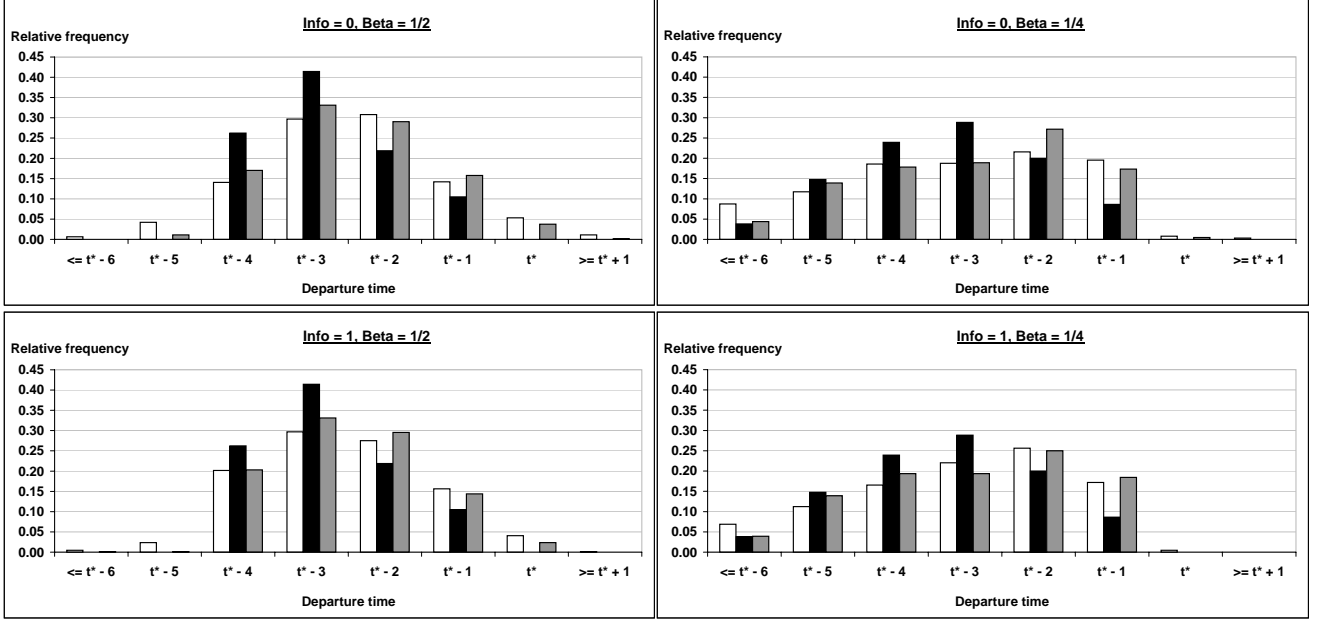 Info = 0, Beta = 1/2
Relative frequency
0.45
0.40
0.35
0.30
0.25
0.20
0.15
0.10
0.05
0.00
<= t* - 6 t* - 5 t* - 4 t* - 3 t* - 2 t* - 1 t* >= t* + 1
Departure time
Info = 0, Beta = 1/4
Relative frequency
0.45
0.40
0.35
0.30
0.25
0.20
0.15
0.10
0.05
0.00
<= t* - 6 t* - 5 t* - 4 t* - 3 t* - 2 t* - 1 t* >= t* + 1
Departure time
Info = 1, Beta = 1/2
Relative frequency
0.45
0.40
0.35
0.30
0.25
0.20
0.15
0.10
0.05
0.00
<= t* - 6 t* - 5 t* - 4 t* - 3 t* - 2 t* - 1 t* >= t* + 1
Departure time
Info = 1, Beta = 1/4
Relative frequency
0.45
0.40
0.35
0.30
0.25
0.20
0.15
0.10
0.05
0.00
<= t* - 6 t* - 5 t* - 4 t* - 3 t* - 2 t* - 1 t* >= t* + 1
Departure time